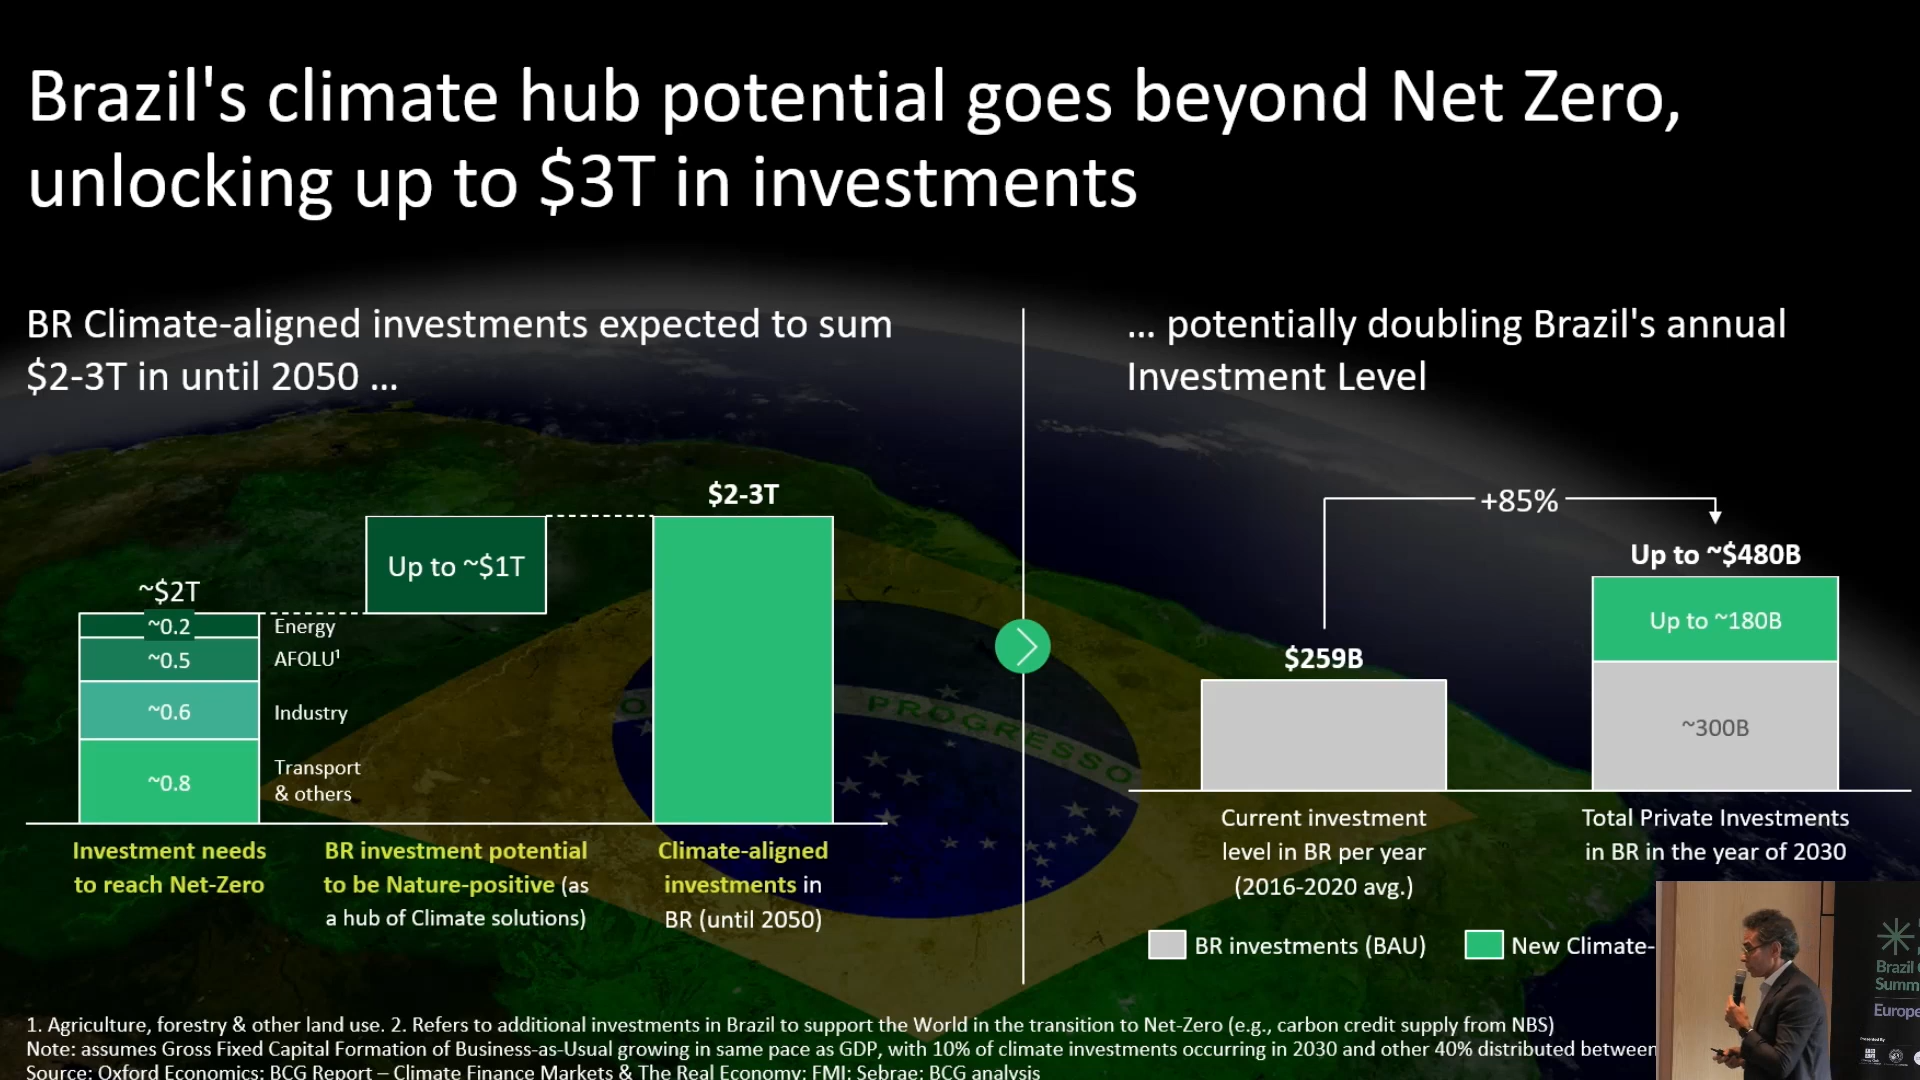 Brazil's climate hub potential goes beyond Net Zero,
unlocking up to $3T in investments
BR Climate-aligned investments expected to sum
$2-3T in until 2050 ...
~$2T
~0.2
Energy
~0.5
AFOLU¹
~0.6
Industry
~0.8
Transport
& others
Up to ~$1T
$2-3T
Investment needs
to reach Net-Zero
BR investment potential
to be Nature-positive (as
a hub of Climate solutions)
Climate-aligned
investments in
BR (until 2050)
PROGRESSO
... potentially doubling Brazil's annual
Investment Level
+85%
$259B
Up to ~$480B
Up to ~180B
~300B
Current investment
level in BR per year
(2016-2020 avg.)
Total Private Investments
in BR in the year of 2030
BR investments (BAU)
New Climate-
1. Agriculture, forestry & other land use. 2. Refers to additional investments in Brazil to support the World in the transition to Net-Zero (e.g., carbon credit supply from NBS)
Note: assumes Gross Fixed Capital Formation of Business-as-Usual growing in same pace as GDP, with 10% of climate investments occurring in 2030 and other 40% distributed between
Source: Oxford Economics; BCG Report – Climate Finance Markets & The Real Economy; FMI; Sebrae; BCG analysis
Brazil
Summ
Europe